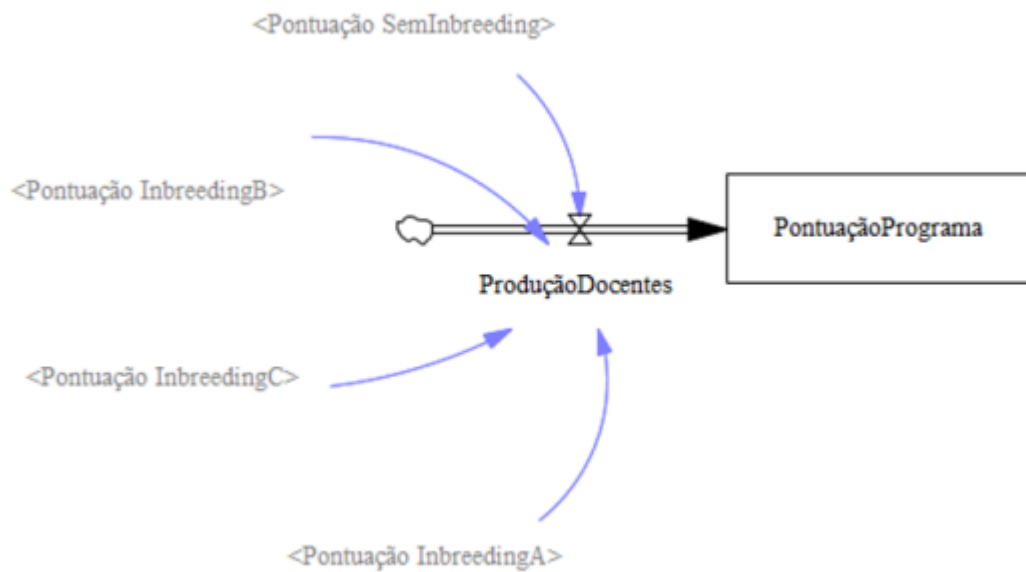 <Pontuação SemInbreeding>
<Pontuação InbreedingB>
PontuaçãoPrograma
ProduçãoDocentes
<Pontuação InbreedingC>
<Pontuação InbreedingA>